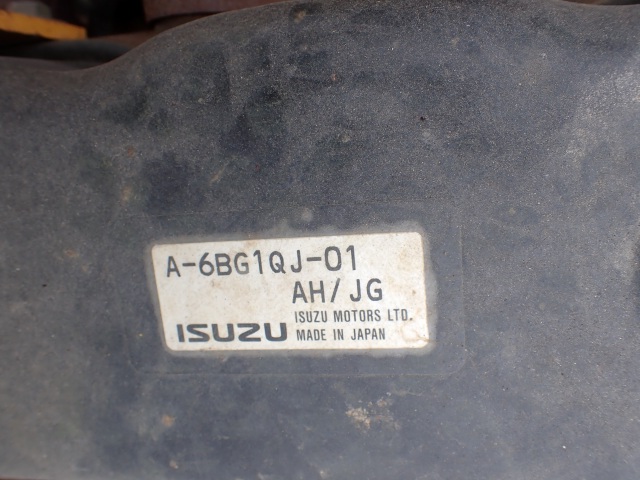 A-6BG1QJ-01
AH/JG
ISUZU MOTORS LTD.
ISUZU MADE IN JAPAN